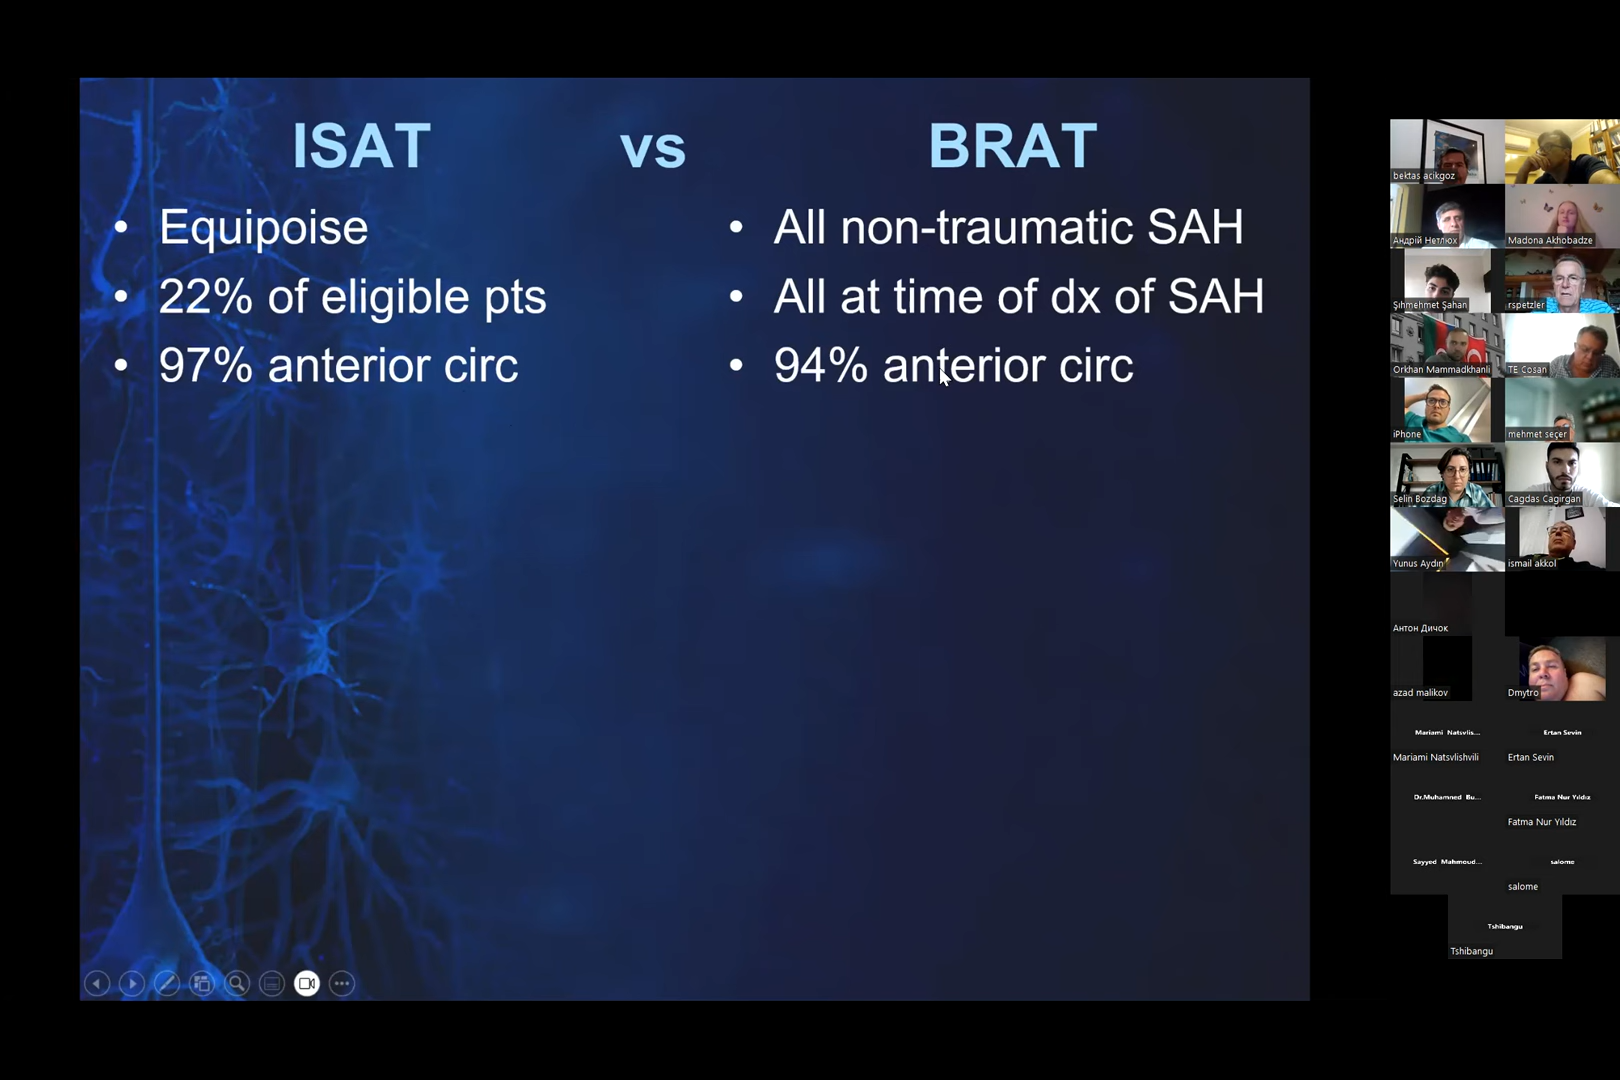 ISAT vs BRAT
• Equipoise
• 22% of eligible pts
• 97% anterior circ
• All non-traumatic SAH
• All at time of dx of SAH
• 94% anterior circ
bektas acikgoz
Андрій Нетлюх
Madona Akhobadze
Şıhmehmet Şahan
rspetzler
Orkhan Mammadkhanli
TE Cosan
iPhone
mehmet seçer
Selin Bozdag
Cagdas Cagirgan
Yunus Aydın
ismail akkol
Антон Дичок
azad malikov
Dmytro
Mariami Natsvlis...
Mariami Natsvlishvili
Ertan Sevin
Ertan Sevin
Dr.Muhamned Bu...
Fatma Nur Yıldız
Fatma Nur Yıldız
Sayyed Mahmoud...
salome
salome
Tshibangu
Tshibangu